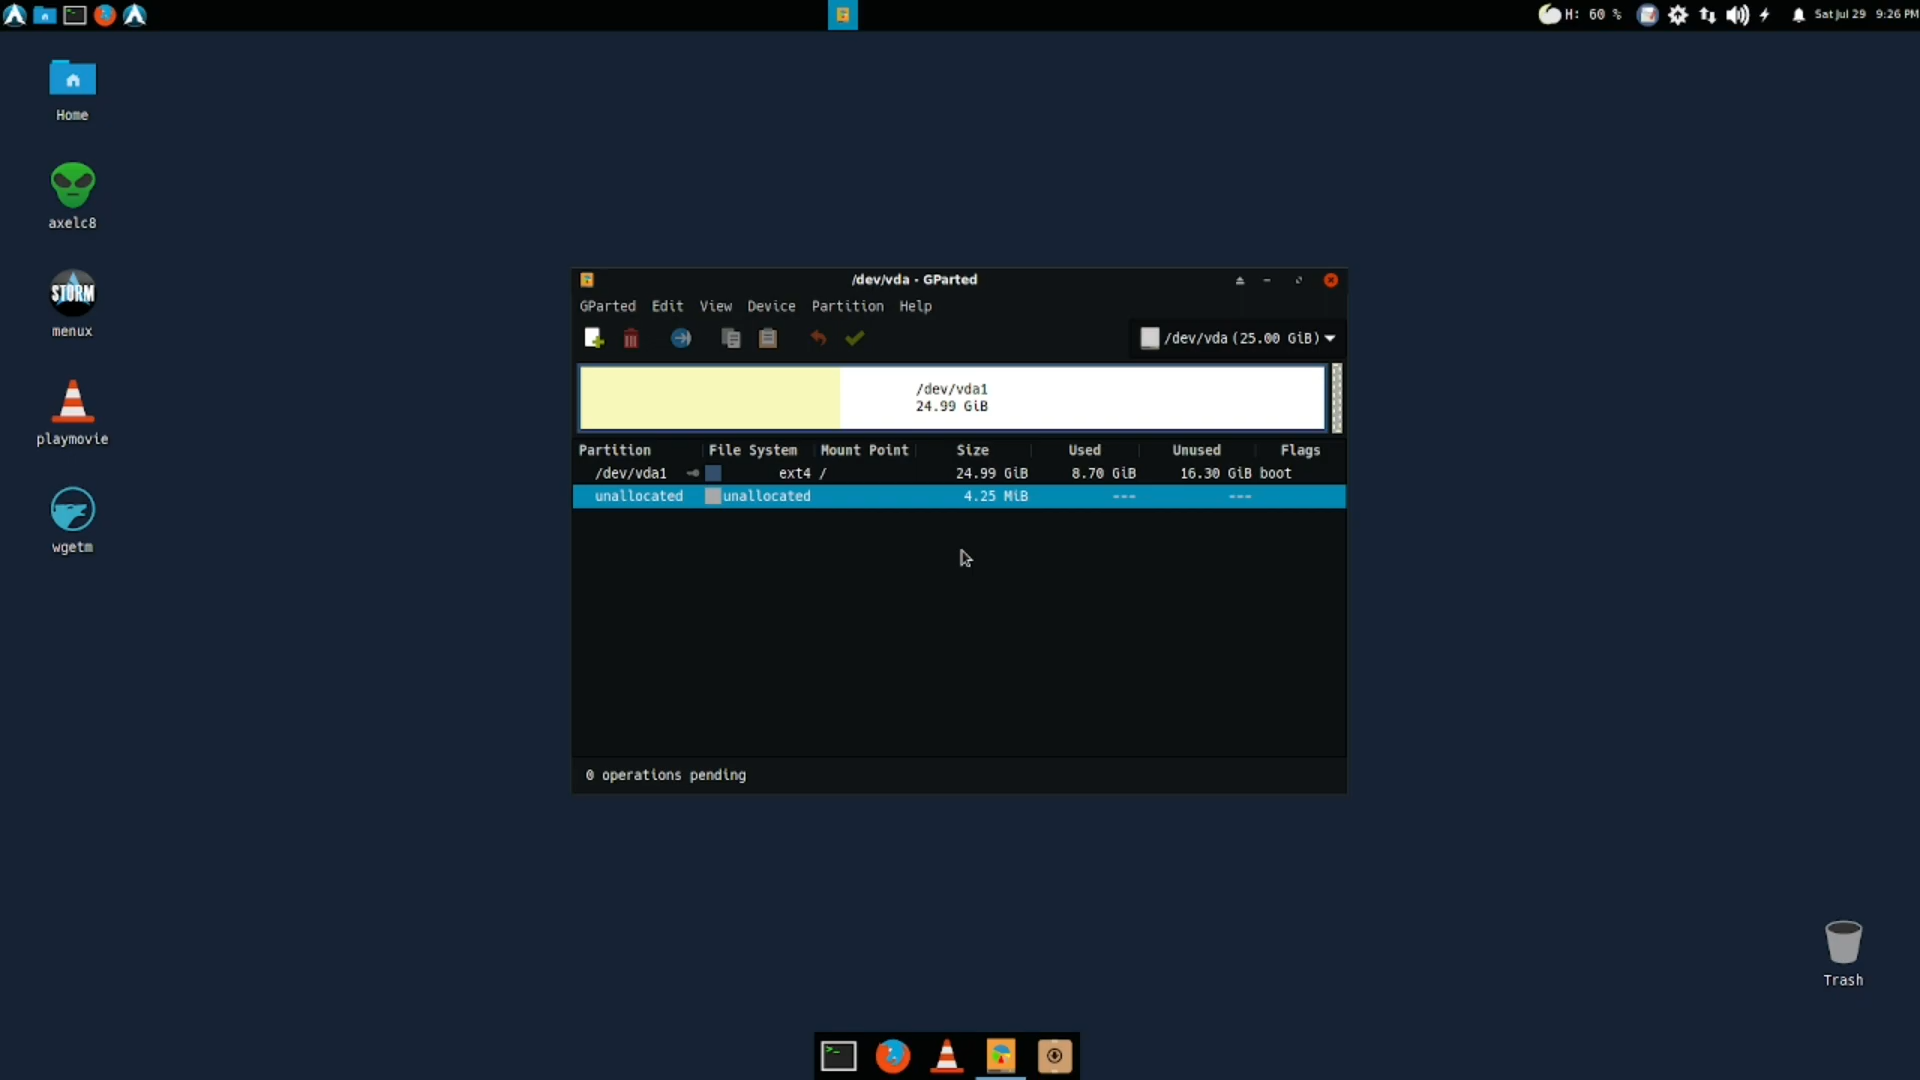 H: 60 %
Sat Jul 29 9:26 PM
Home
axelc8
STORM
menux
playmovie
wgetm
/dev/vda - GParted
GParted Edit View Device Partition Help
/dev/vda (25.00 GiB)
/dev/vda1
24.99 GiB
Partition File System Mount Point Size Used Unused Flags
/dev/vda1 ext4 / 24.99 GiB 8.70 GiB 16.30 GiB boot
unallocated unallocated 4.25 MiB --- ---
0 operations pending
Trash